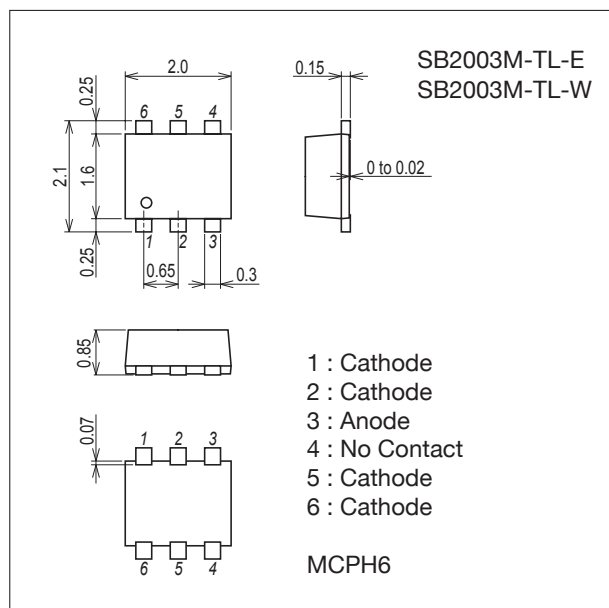 SB2003M-TL-E
SB2003M-TL-W
2.0
0.15
0.25
6 5 4
2.1
1.6
0 to 0.02
0.25
1 2 3
0.65
0.3
0.85
1 : Cathode
2 : Cathode
3 : Anode
4 : No Contact
5 : Cathode
6 : Cathode
0.07
1 2 3
6 5 4
MCPH6